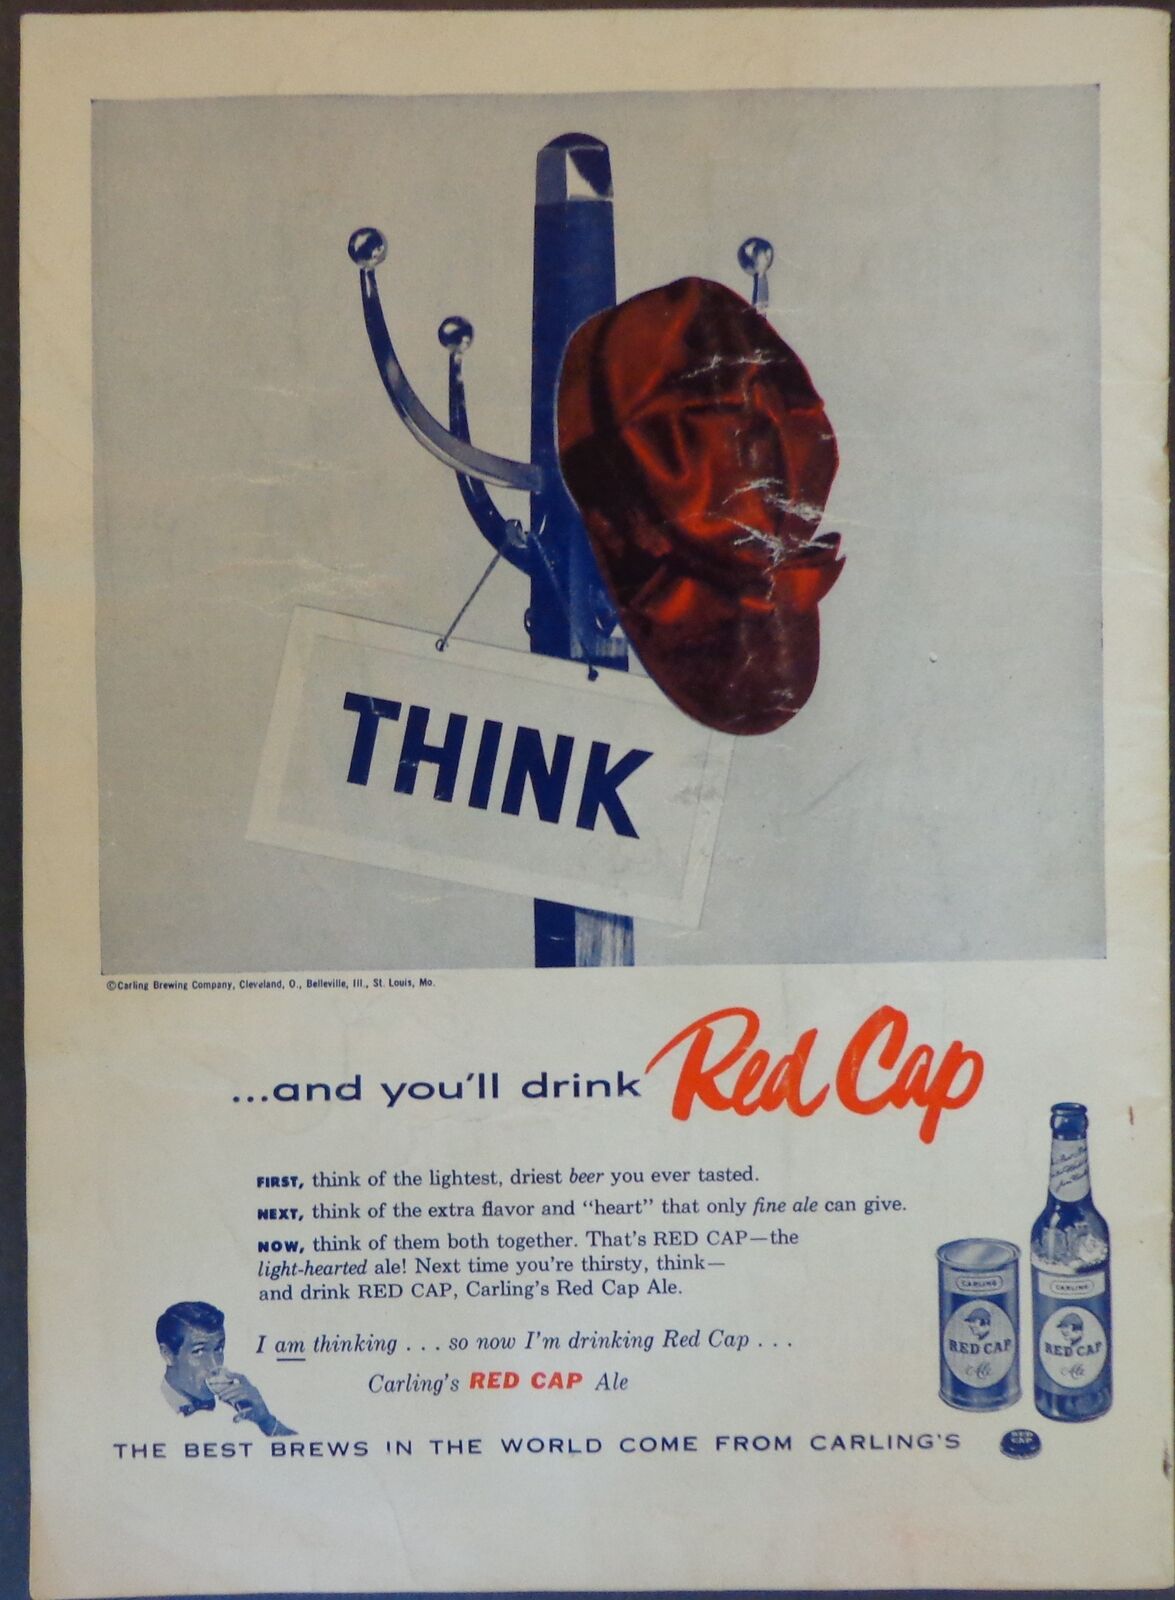 THINK
©Carling Brewing Company, Cleveland, O., Belleville, Ill., St. Louis, Mo.
...and you'll drink Red Cap
FIRST, think of the lightest, driest beer you ever tasted.
NEXT, think of the extra flavor and "heart" that only fine ale can give.
NOW, think of them both together. That's RED CAP—the
light-hearted ale! Next time you're thirsty, think—
and drink RED CAP, Carling's Red Cap Ale.
I am thinking . . . so now I'm drinking Red Cap . . .
Carling's RED CAP Ale
CARLING
RED CAP
Ale
CARLING
RED CAP
Ale
THE BEST BREWS IN THE WORLD COME FROM CARLING'S
RED
CAP